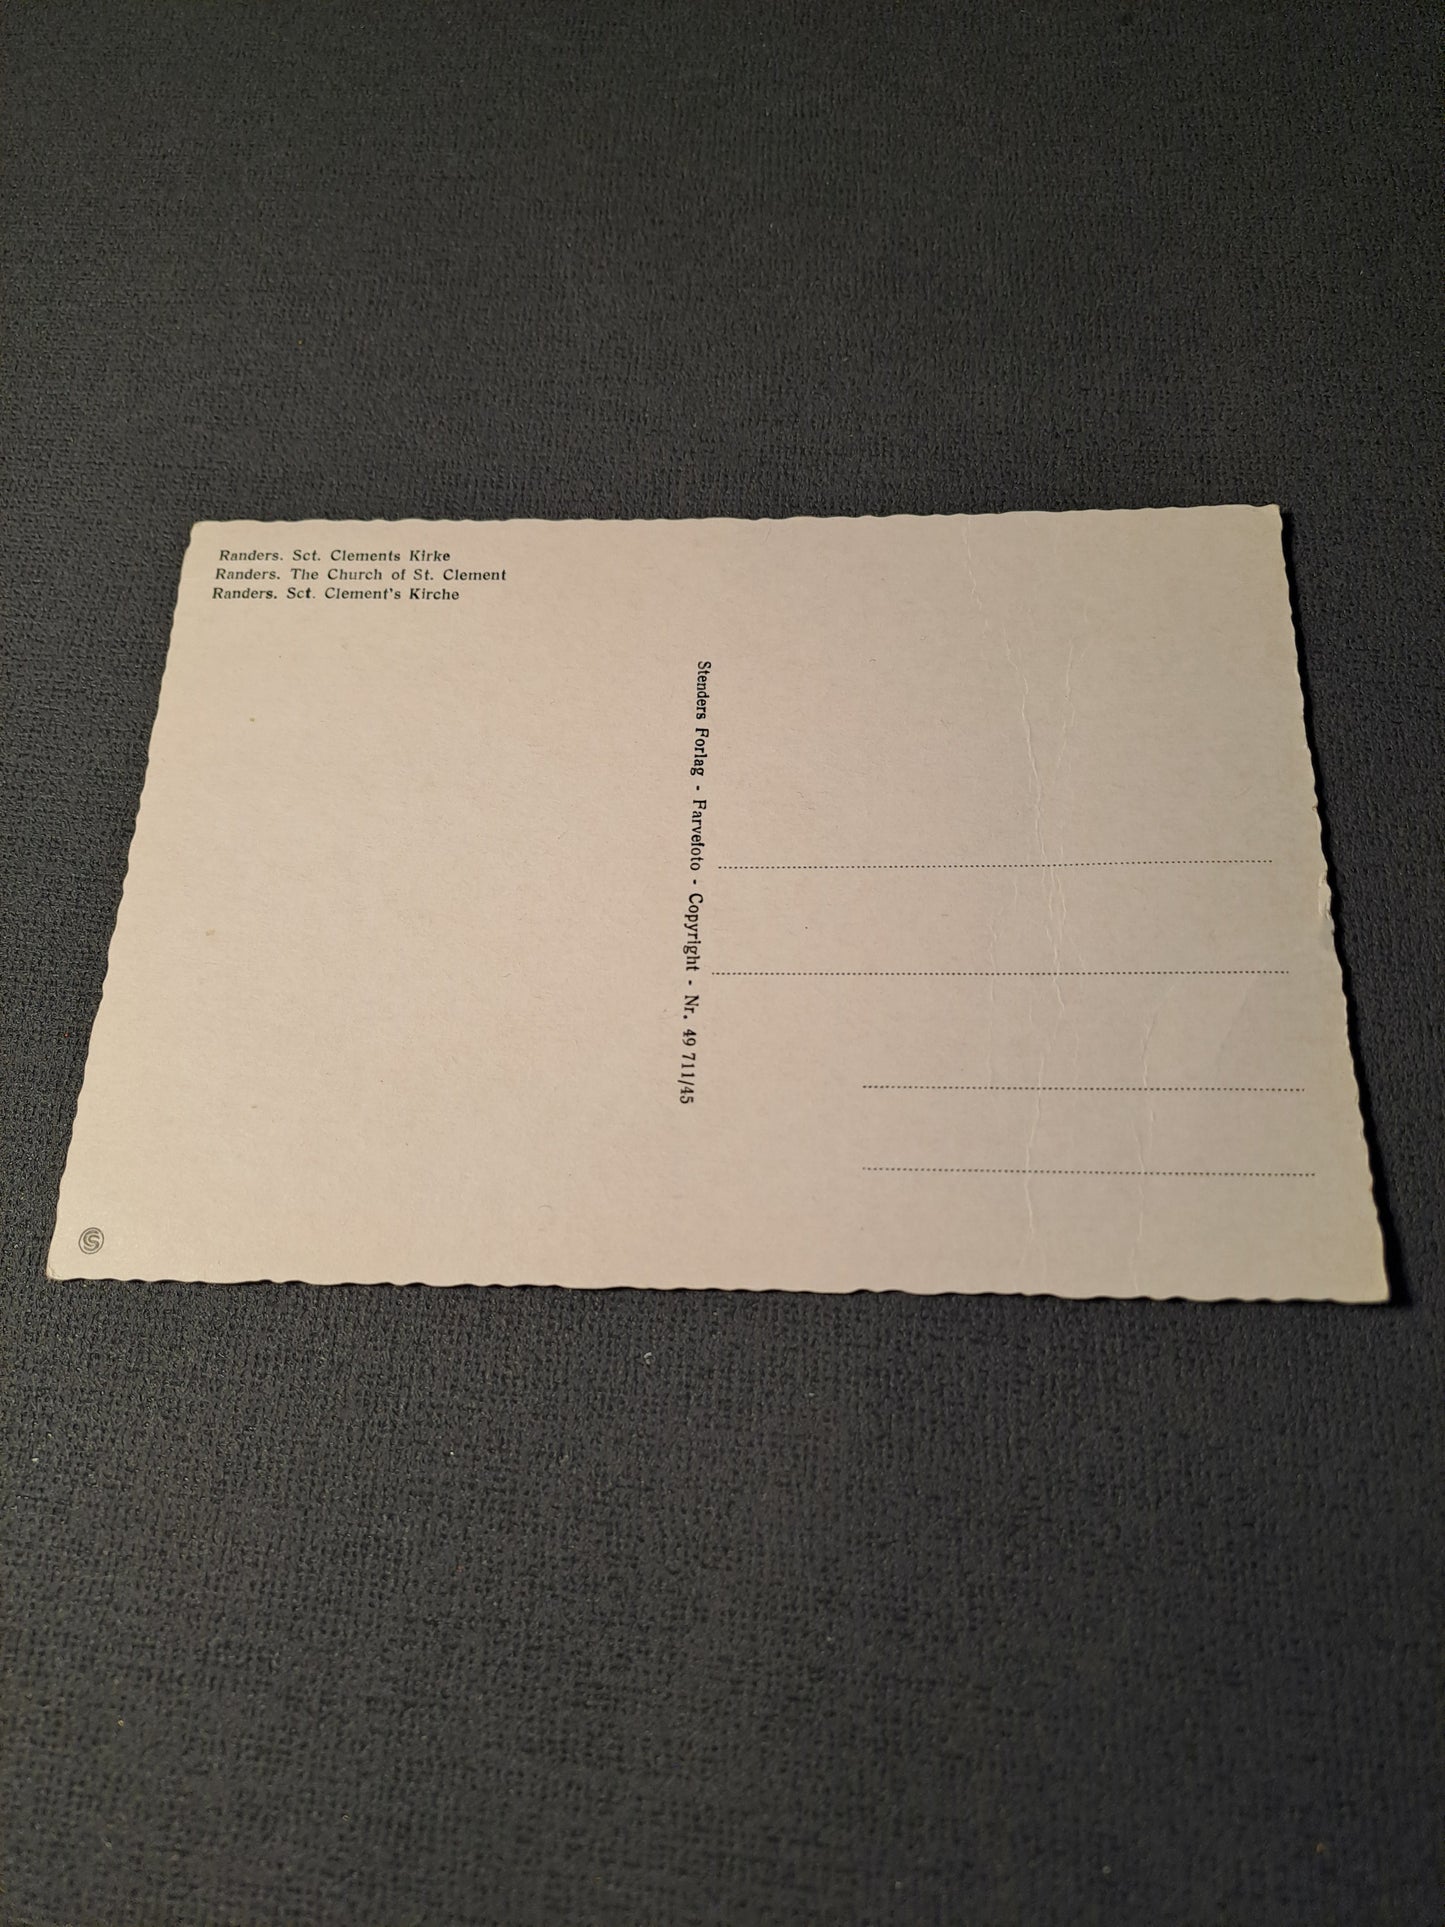 Randers. Sct. Clements Kirke
Randers. The Church of St. Clement
Randers. Sct. Clement's Kirche
Stenders Forlag - Farvefoto - Copyright - Nr. 49 711/45